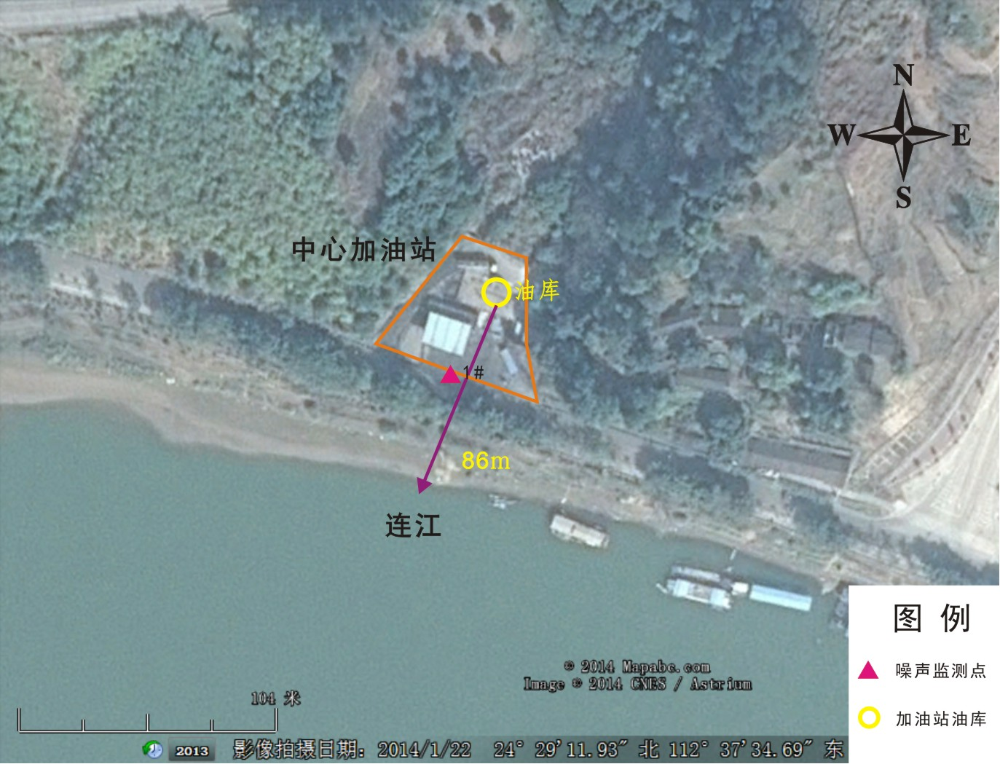 N
W E
S
中心加油站
油库
1#
86m
连江
图 例
噪声监测点
加油站油库
© 2014 Mapabc.com
Image © 2014 CNES / Astrium
104 米
2013
影像拍摄日期: 2014/1/22 24° 29'11.93" 北 112° 37'34.69" 东